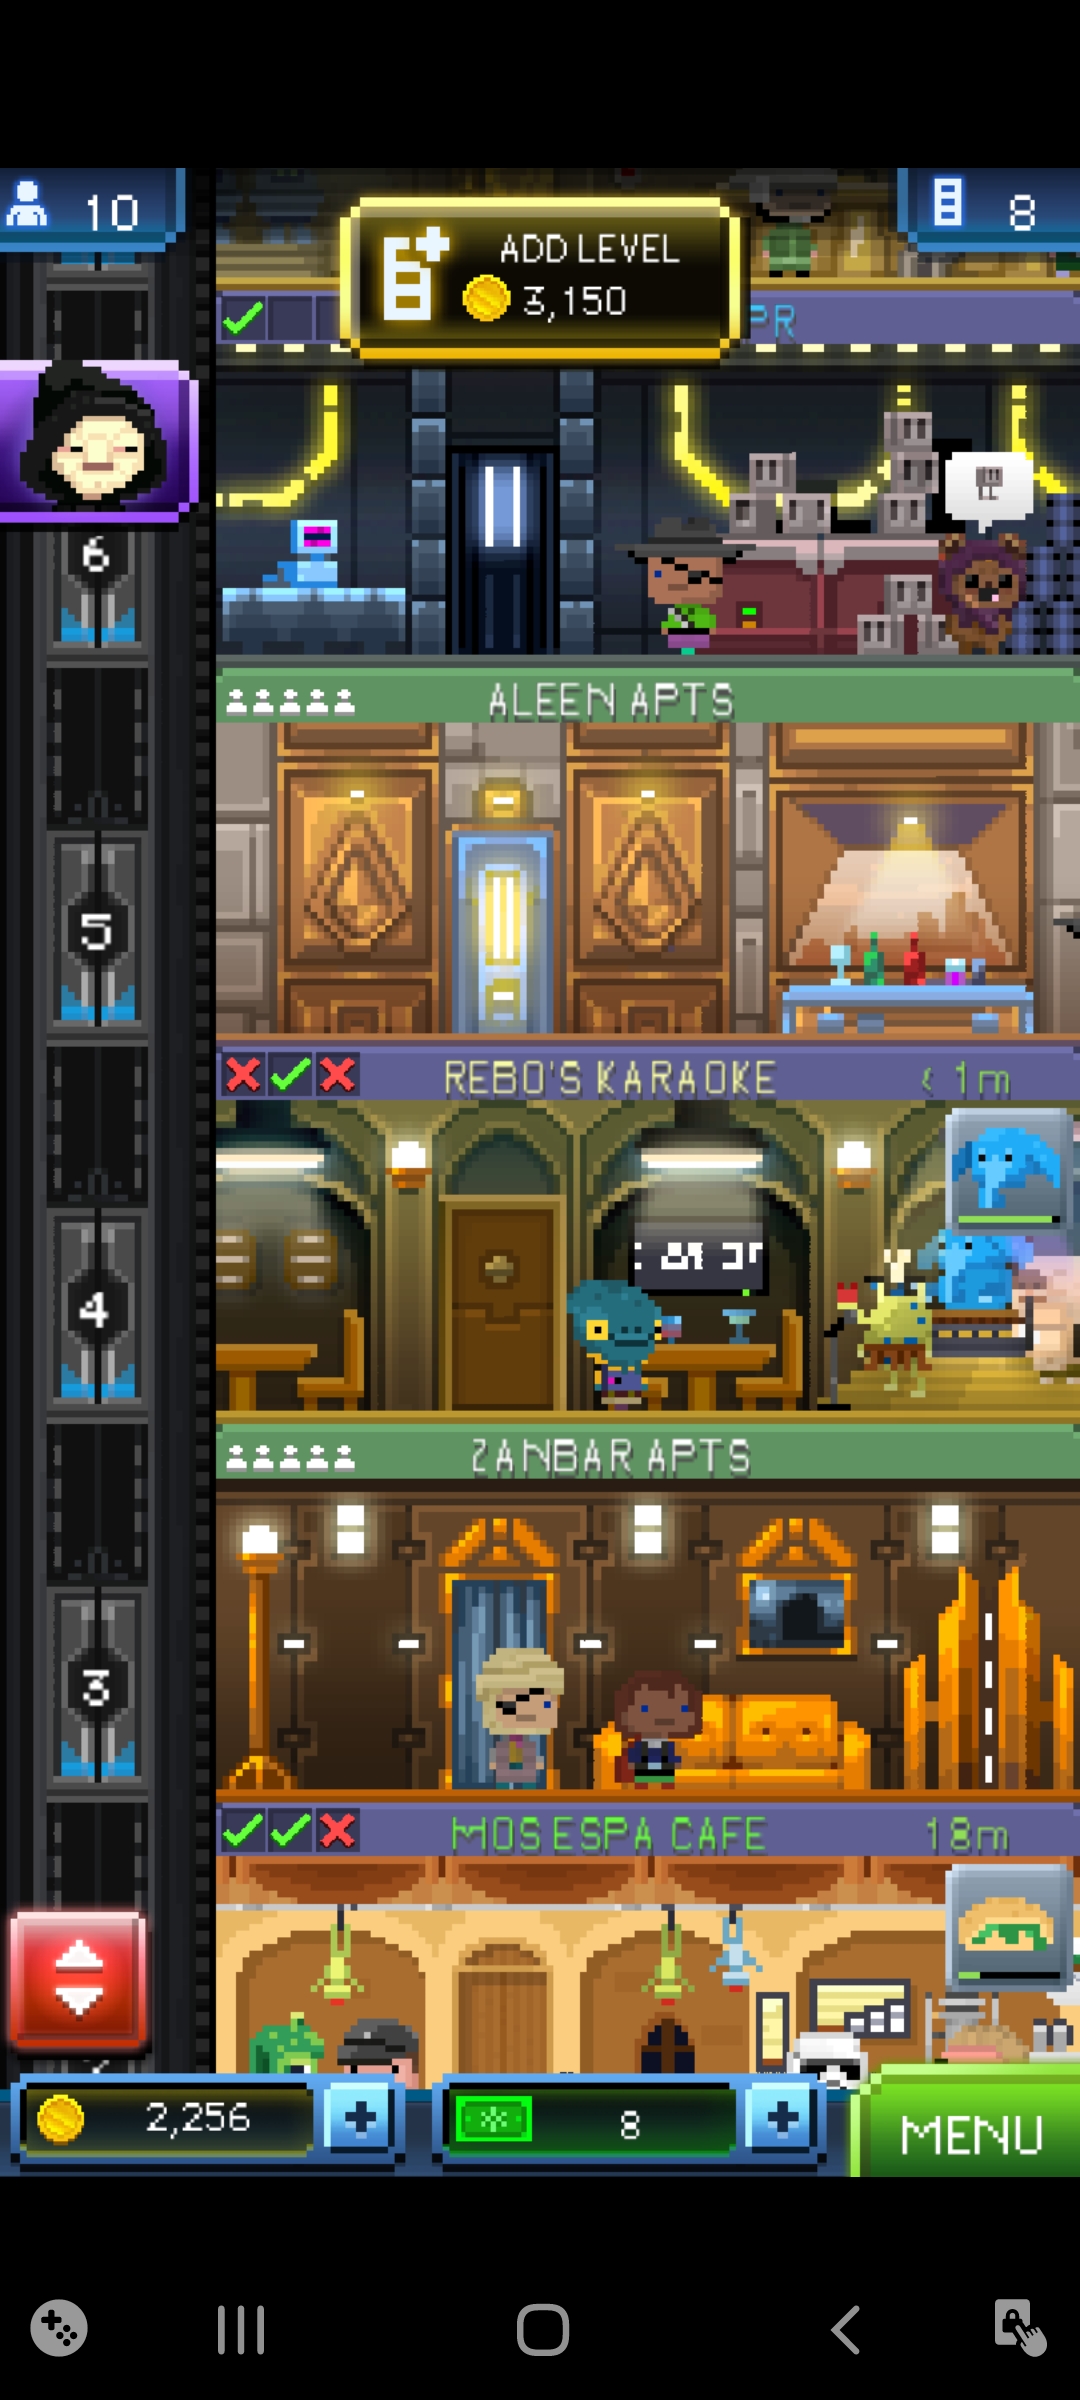 10
8
ADD LEVEL
3,150
PR
6
ALEEN APTS
5
REBO'S KARAOKE
< 1m
4
ZANBAR APTS
3
MOS ESPA CAFE
18m
2,256
8
MENU